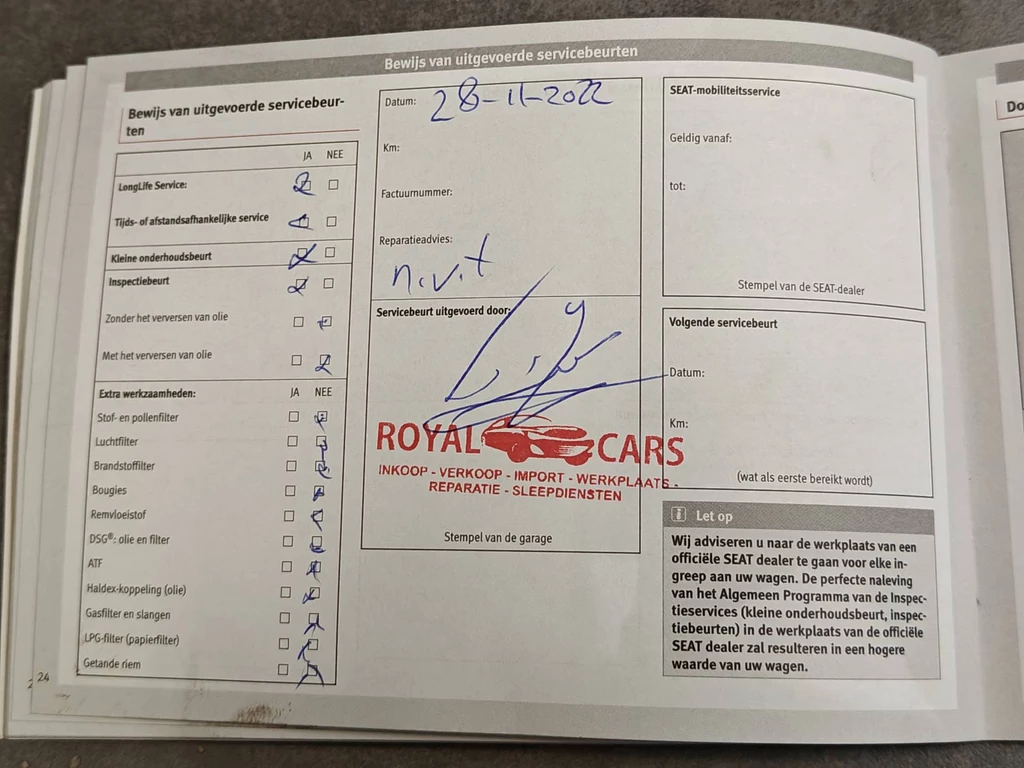 Bewijs van uitgevoerde servicebeurten
Bewijs van uitgevoerde servicebeur-
ten
JA NEE
LongLife Service:
Tijds- of afstandsafhankelijke service
Kleine onderhoudsbeurt
Inspectiebeurt
Zonder het verversen van olie
Met het verversen van olie
Extra werkzaamheden: JA NEE
Stof- en pollenfilter
Luchtfilter
Brandstoffilter
Bougies
Remvloeistof
DSG®: olie en filter
ATF
Haldex-koppeling (olie)
Gasfilter en slangen
LPG-filter (papierfilter)
Getande riem
24
Datum: 28-11-2022
Km:
Factuurnummer:
Reparatieadvies:
n.v.t
Servicebeurt uitgevoerd door:
ROYAL CARS
INKOOP - VERKOOP - IMPORT - WERKPLAATS -
REPARATIE - SLEEPDIENSTEN
Stempel van de garage
SEAT-mobiliteitsservice
Geldig vanaf:
tot:
Stempel van de SEAT-dealer
Volgende servicebeurt
Datum:
Km:
(wat als eerste bereikt wordt)
i Let op
Wij adviseren u naar de werkplaats van een
officiële SEAT dealer te gaan voor elke in-
greep aan uw wagen. De perfecte naleving
van het Algemeen Programma van de Inspec-
tieservices (kleine onderhoudsbeurt, inspec-
tiebeurten) in de werkplaats van de officiële
SEAT dealer zal resulteren in een hogere
waarde van uw wagen.
Do